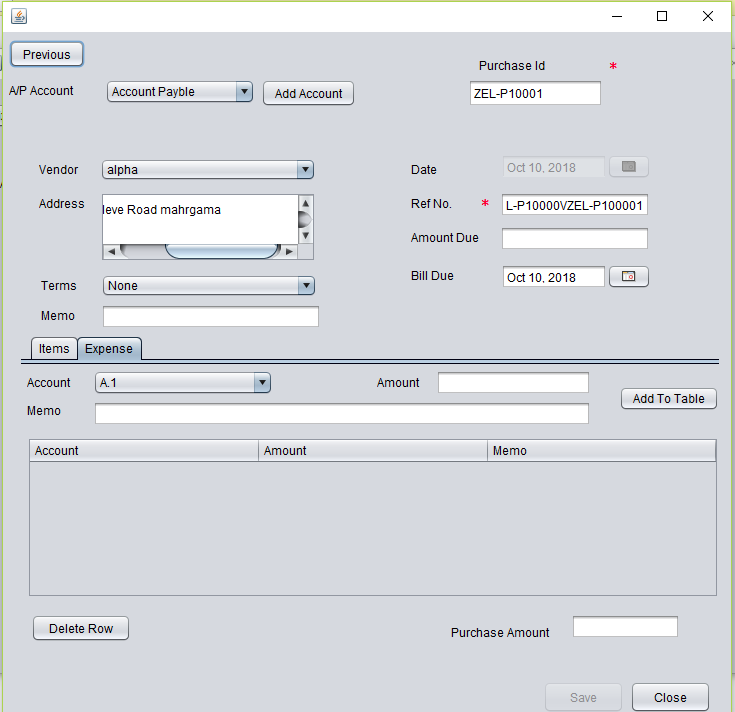 Previous
Purchase Id *
A/P Account Account Payble Add Account ZEL-P10001
Vendor alpha Date Oct 10, 2018
Address leve Road mahrgama Ref No. * L-P10000VZEL-P100001
Amount Due
Bill Due Oct 10, 2018
Terms None
Memo
Items Expense
Account A.1 Amount
Add To Table
Memo
Account Amount Memo
Delete Row Purchase Amount
Save Close